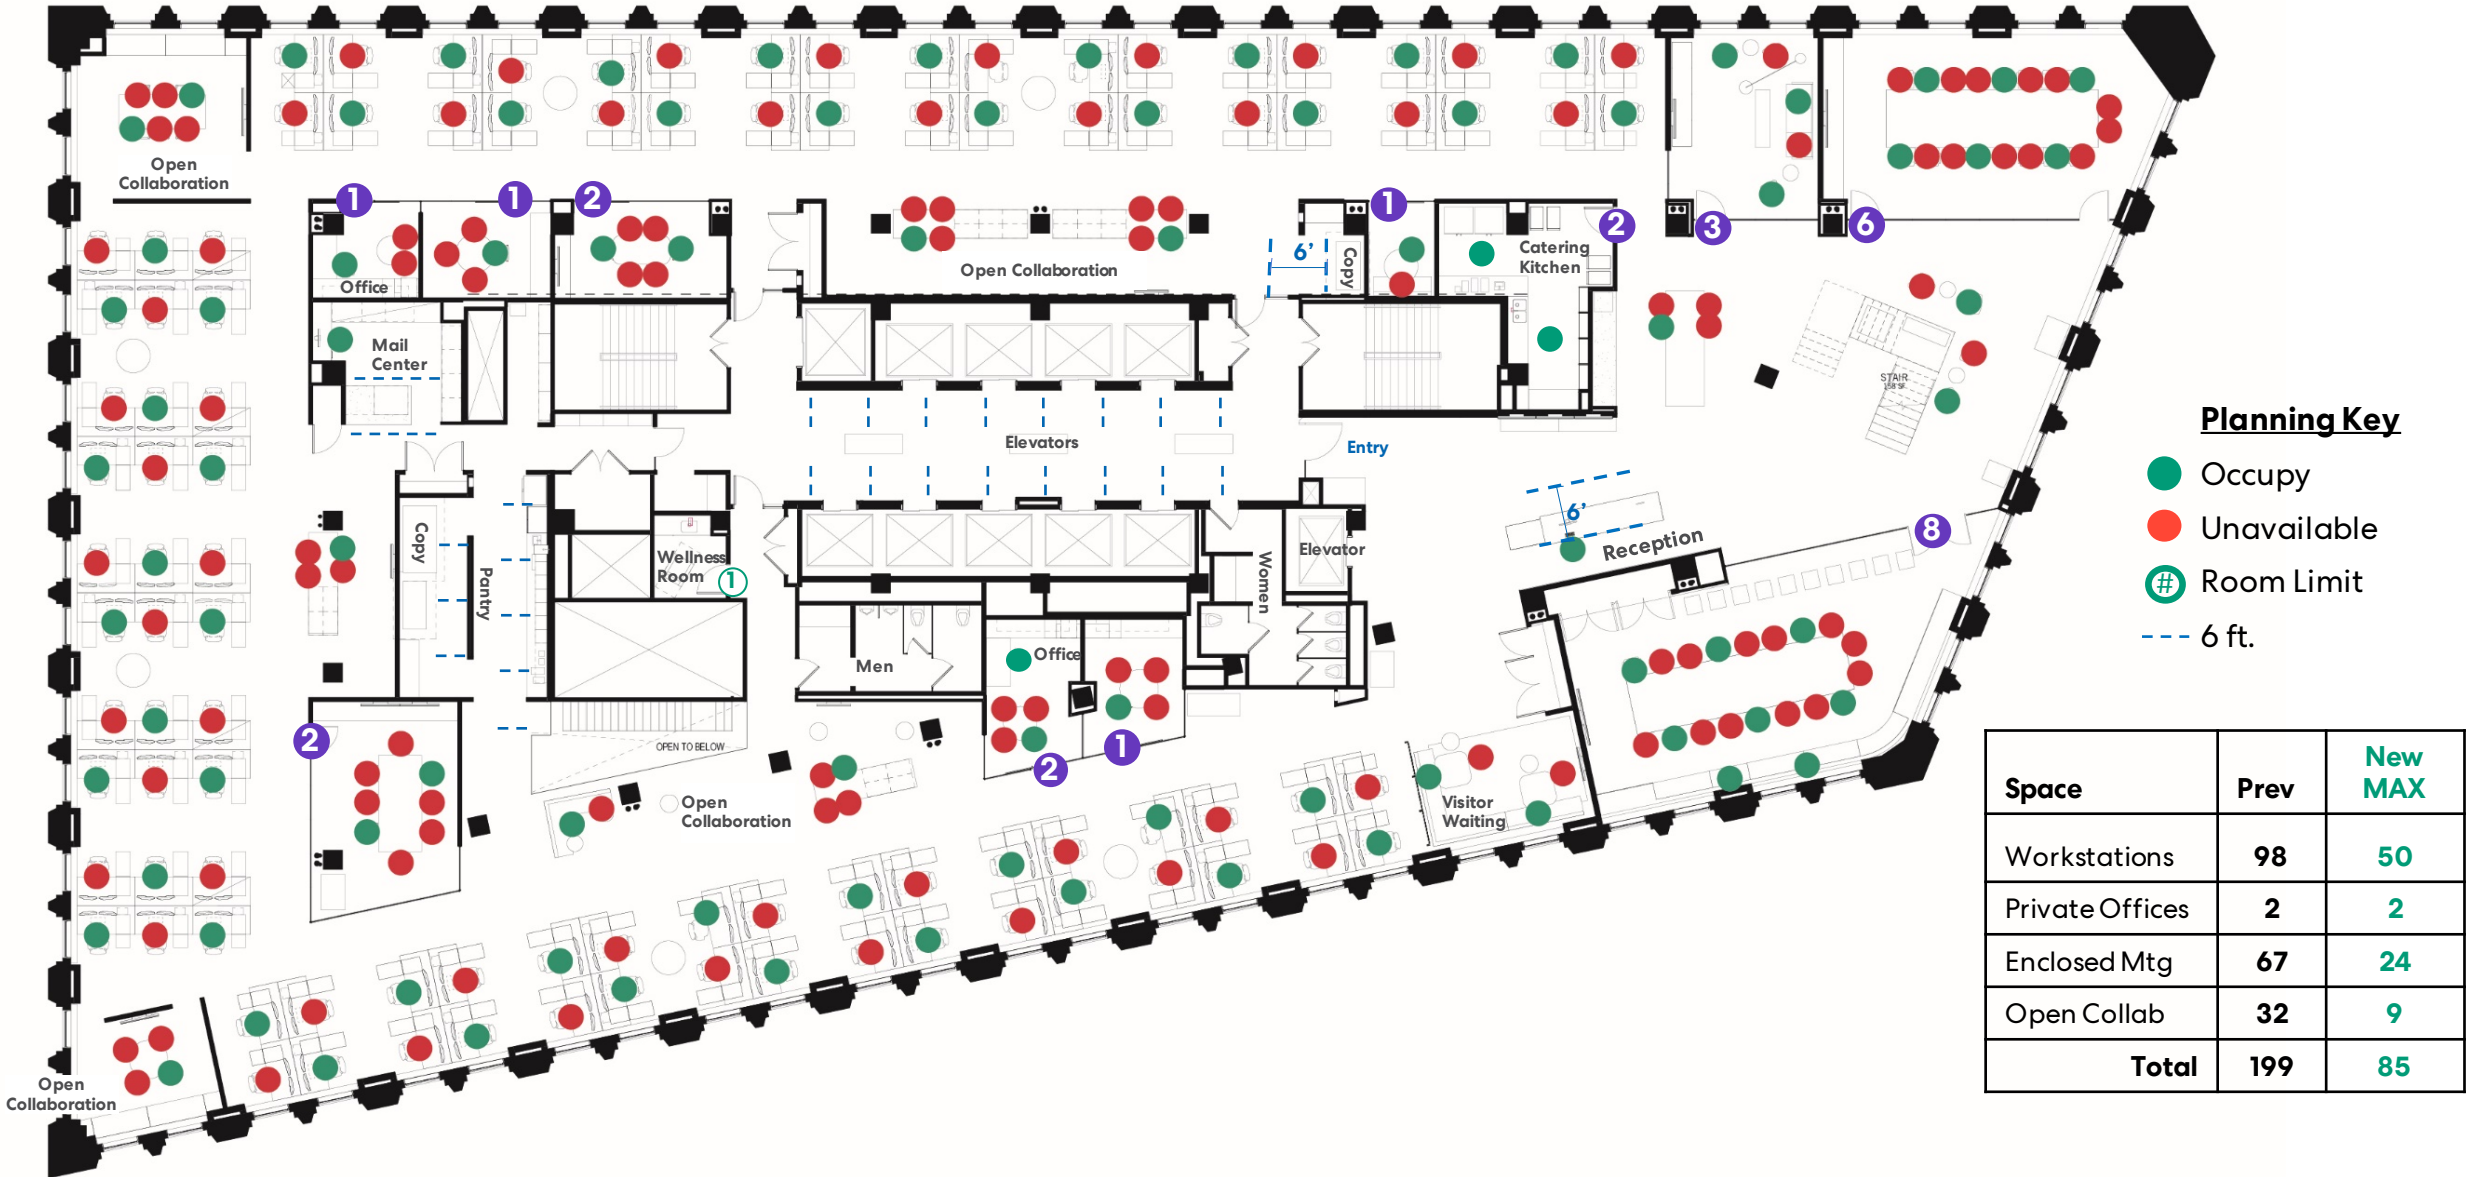 Open
Collaboration
1
1
2
Office
Open Collaboration
6’
Copy
1
Catering
Kitchen
2
3
6
Mail
Center
STAIR
Elevators
Entry
Planning Key
Occupy
Unavailable
# Room Limit
6 ft.
Copy
Pantry
Wellness
Room
1
Women
Elevator
6’
Reception
8
Men
Office
2
OPEN TO BELOW
2
1
Open
Collaboration
Visitor
Waiting
Open
Collaboration
Space Prev New MAX
Workstations 98 50
Private Offices 2 2
Enclosed Mtg 67 24
Open Collab 32 9
Total 199 85